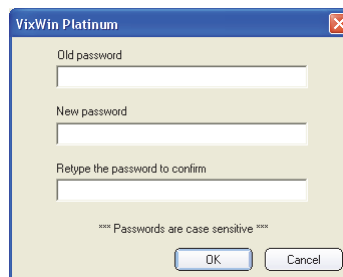 VixWin Platinum
Old password
New password
Retype the password to confirm
*** Passwords are case sensitive ***
OK Cancel